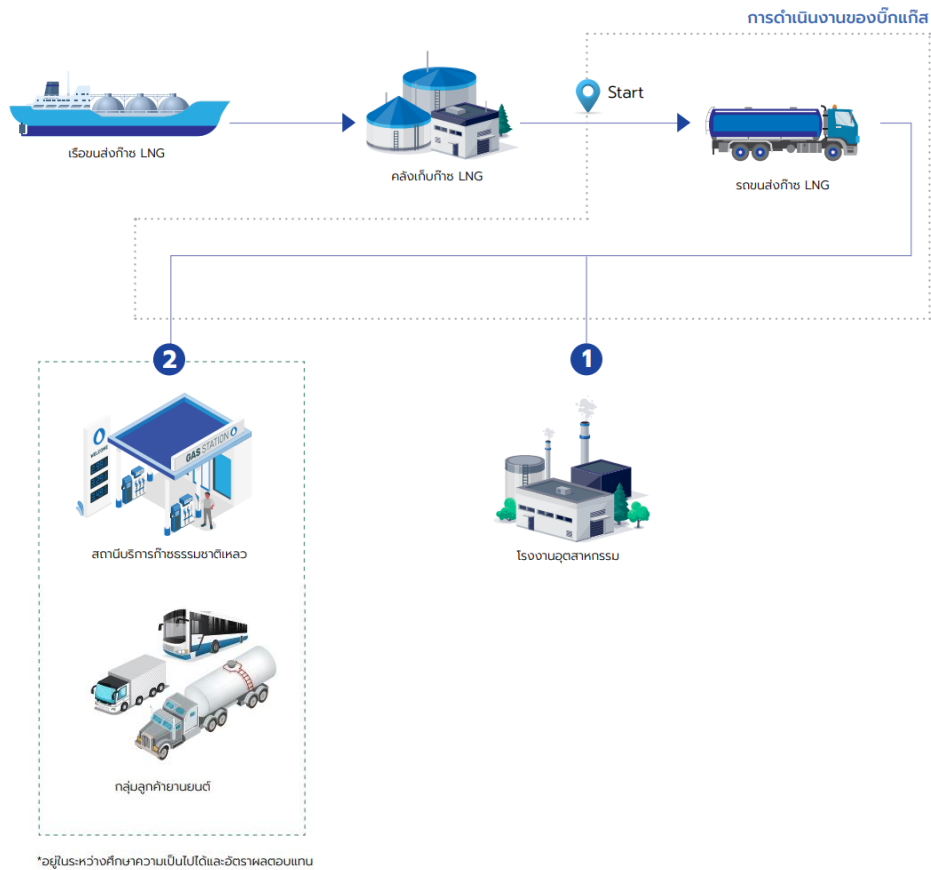 การดำเนินงานของบิ๊กแก๊ส
Start
เรือขนส่งก๊าซ LNG
คลังเก็บก๊าซ LNG
รถขนส่งก๊าซ LNG
2
1
WELCOME
GAS STATION
สถานีบริการก๊าซธรรมชาติเหลว
โรงงานอุตสาหกรรม
กลุ่มลูกค้ายานยนต์
*อยู่ในระหว่างศึกษาความเป็นไปได้และอัตราผลตอบแทน